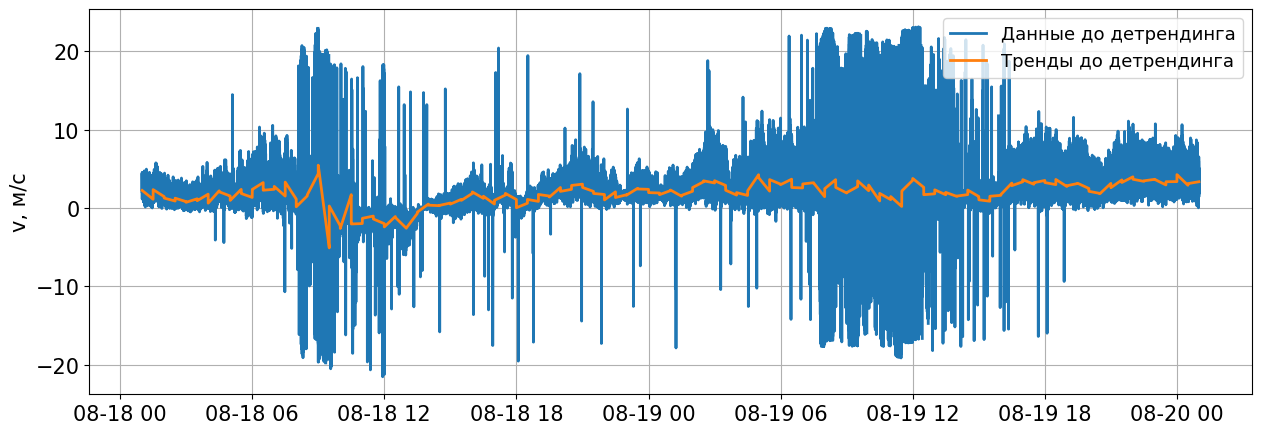 Данные до детрендинга
Тренды до детрендинга
v, м/с
20
10
0
−10
−20
08-18 00 08-18 06 08-18 12 08-18 18 08-19 00 08-19 06 08-19 12 08-19 18 08-20 00